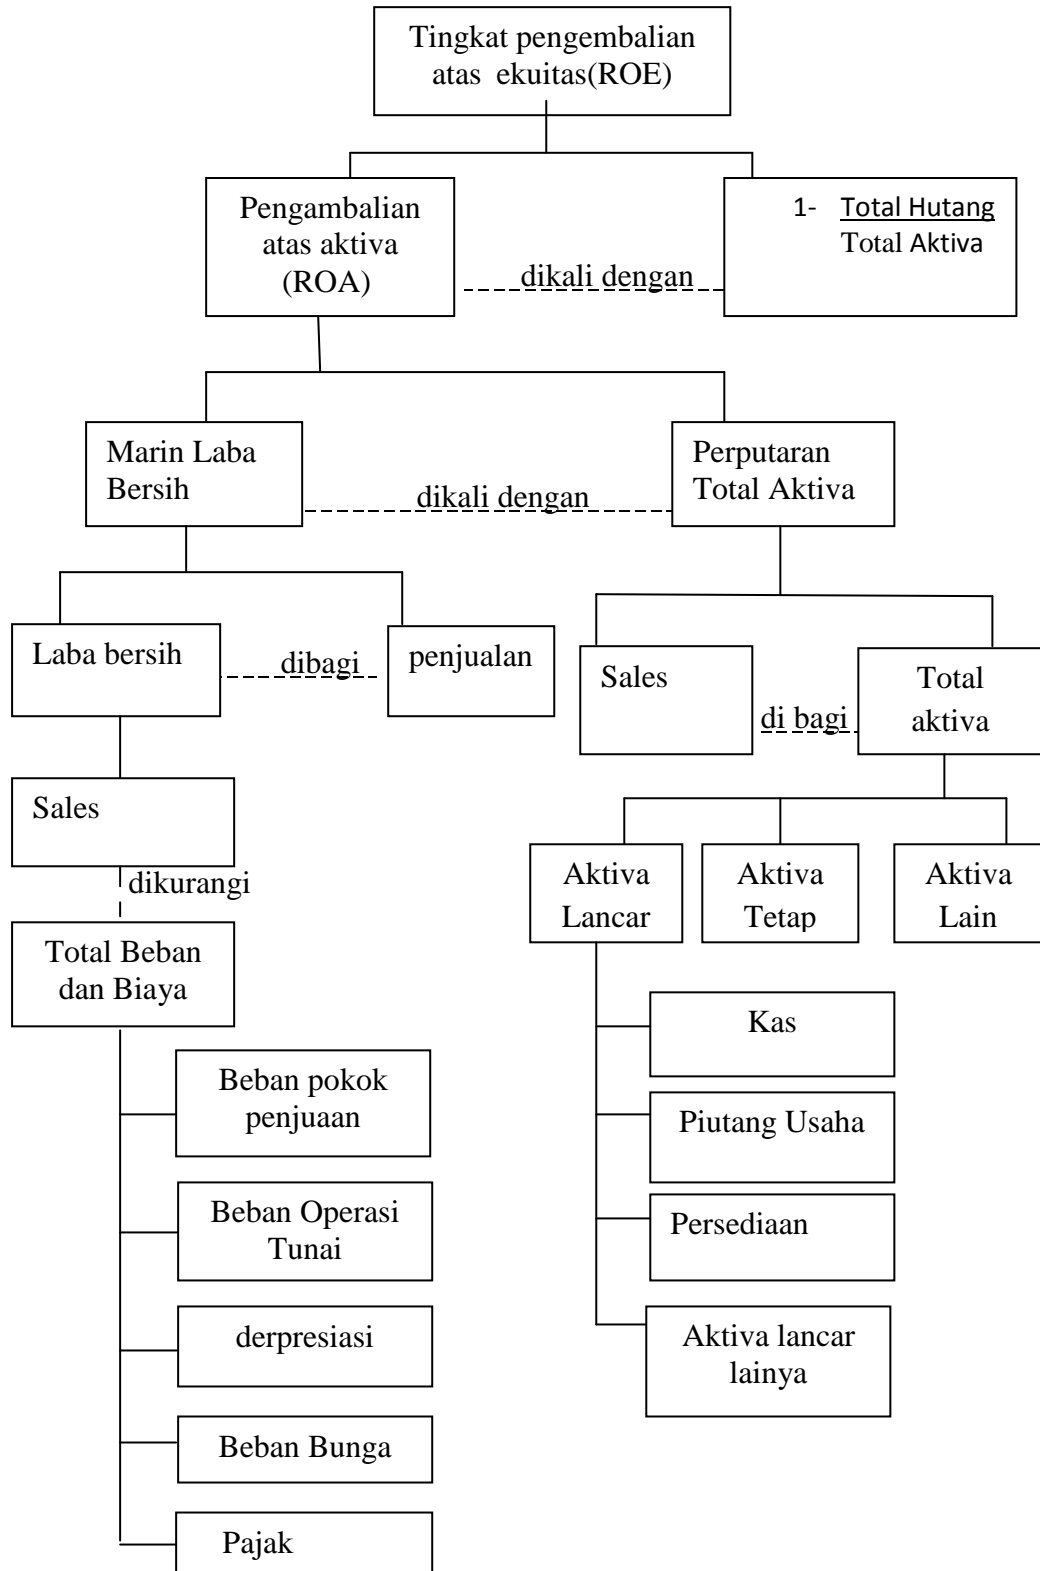 Tingkat pengembalian
atas ekuitas(ROE)
Pengambalian
atas aktiva
(ROA)
dikali dengan
1- Total Hutang
Total Aktiva
Marin Laba
Bersih
dikali dengan
Perputaran
Total Aktiva
Laba bersih
dibagi
penjualan
Sales
di bagi
Total
aktiva
Sales
dikurangi
Total Beban
dan Biaya
Aktiva
Lancar
Aktiva
Tetap
Aktiva
Lain
Beban pokok
penjuaan
Beban Operasi
Tunai
derpresiasi
Beban Bunga
Pajak
Kas
Piutang Usaha
Persediaan
Aktiva lancar
lainya